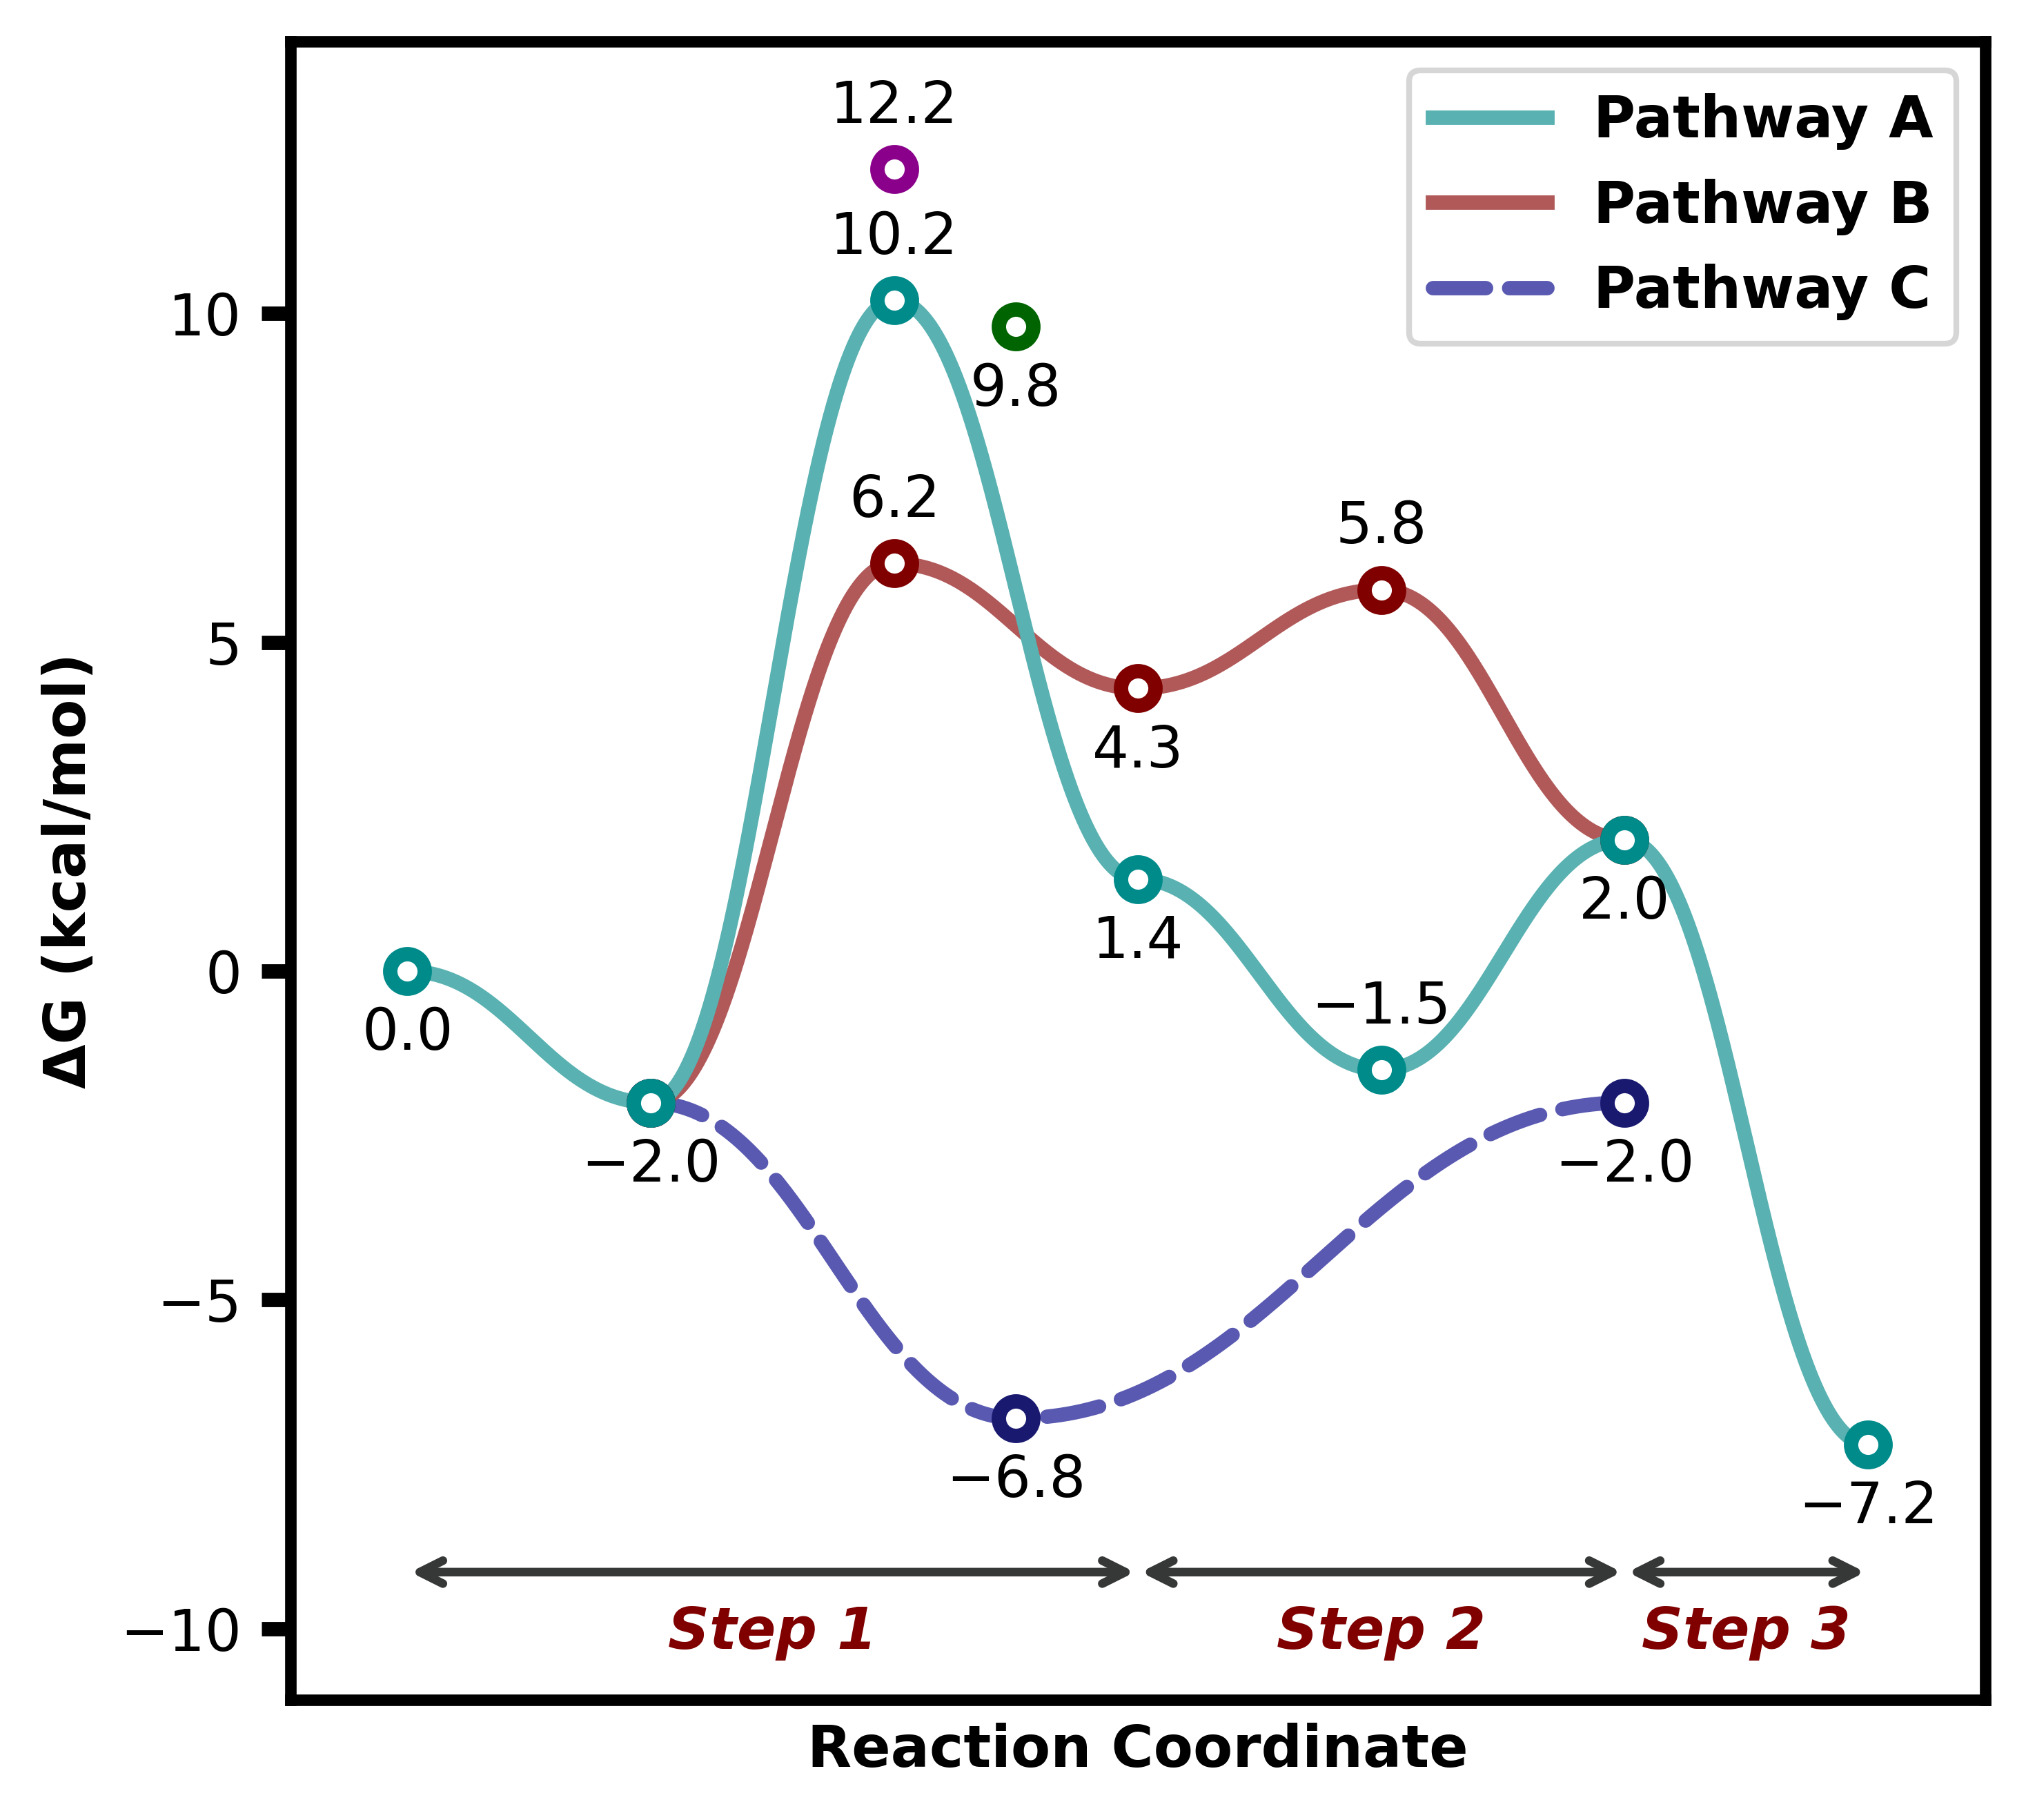 12.2
10.2
9.8
6.2
5.8
4.3
2.0
1.4
0.0
−1.5
−2.0
−2.0
−6.8
−7.2
Pathway A
Pathway B
Pathway C
10
5
0
−5
−10
ΔG (kcal/mol)
Step 1
Step 2
Step 3
Reaction Coordinate